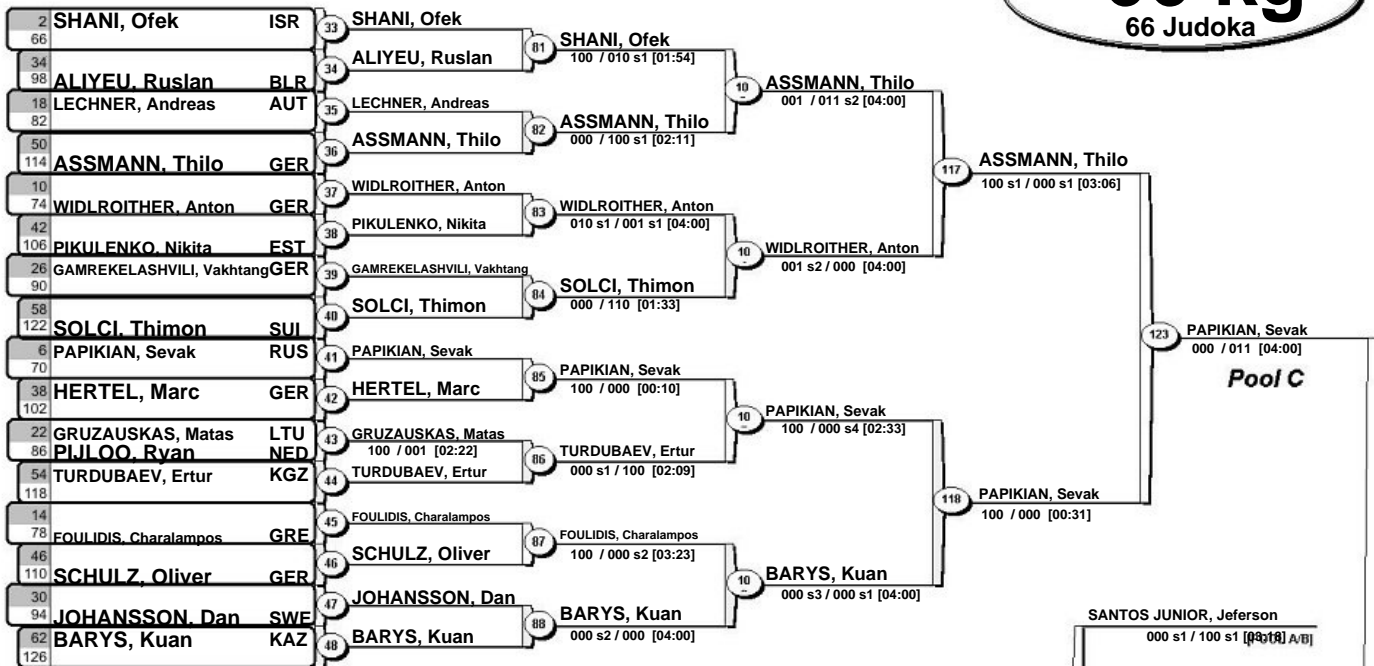 66 Judoka
2 SHANI, Ofek ISR
66
34
98 ALIYEU, Ruslan BLR
18 LECHNER, Andreas AUT
82
50
114 ASSMANN, Thilo GER
10
74 WIDLROITHER, Anton GER
42
106 PIKULENKO, Nikita EST
26 GAMREKELASHVILI, Vakhtang GER
90
58
122 SOLCI, Thimon SUI
6 PAPIKIAN, Sevak RUS
70
38 HERTEL, Marc GER
102
22 GRUZAUSKAS, Matas LTU
86 PIJLOO, Ryan NED
54 TURDUBAEV, Ertur KGZ
118
14
78 FOULIDIS, Charalampos GRE
46
110 SCHULZ, Oliver GER
30
94 JOHANSSON, Dan SWE
62 BARYS, Kuan KAZ
126
33 SHANI, Ofek
34 ALIYEU, Ruslan
35 LECHNER, Andreas
36 ASSMANN, Thilo
37 WIDLROITHER, Anton
38 PIKULENKO, Nikita
39 GAMREKELASHVILI, Vakhtang
40 SOLCI, Thimon
41 PAPIKIAN, Sevak
42 HERTEL, Marc
43 GRUZAUSKAS, Matas
100 / 001 [02:22]
44 TURDUBAEV, Ertur
45 FOULIDIS, Charalampos
46 SCHULZ, Oliver
47 JOHANSSON, Dan
48 BARYS, Kuan
81 SHANI, Ofek
100 / 010 s1 [01:54]
82 ASSMANN, Thilo
000 / 100 s1 [02:11]
83 WIDLROITHER, Anton
010 s1 / 001 s1 [04:00]
84 SOLCI, Thimon
000 / 110 [01:33]
85 PAPIKIAN, Sevak
100 / 000 [00:10]
86 TURDUBAEV, Ertur
000 s1 / 100 [02:09]
87 FOULIDIS, Charalampos
100 / 000 s2 [03:23]
88 BARYS, Kuan
000 s2 / 000 [04:00]
10 ASSMANN, Thilo
001 / 011 s2 [04:00]
10 WIDLROITHER, Anton
001 s2 / 000 [04:00]
10 PAPIKIAN, Sevak
100 / 000 s4 [02:33]
10 BARYS, Kuan
000 s3 / 000 s1 [04:00]
117 ASSMANN, Thilo
100 s1 / 000 s1 [03:06]
118 PAPIKIAN, Sevak
100 / 000 [00:31]
123 PAPIKIAN, Sevak
000 / 011 [04:00]
Pool C
SANTOS JUNIOR, Jeferson
000 s1 / 100 s1